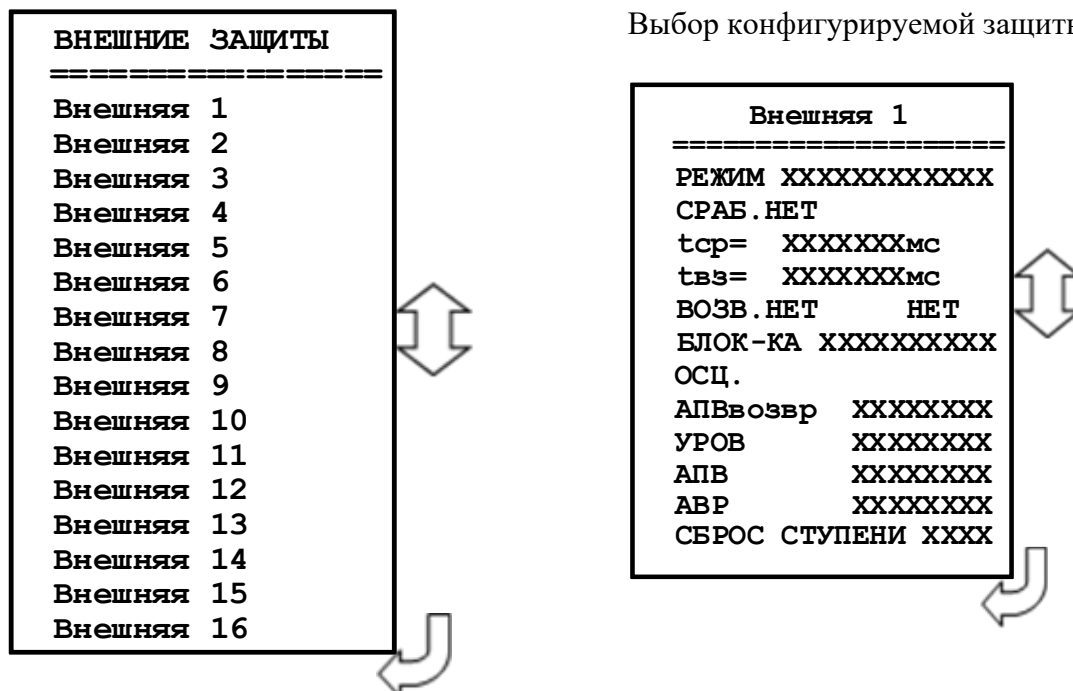 ВНЕШНИЕ ЗАЩИТЫ
=================
Внешняя 1
Внешняя 2
Внешняя 3
Внешняя 4
Внешняя 5
Внешняя 6
Внешняя 7
Внешняя 8
Внешняя 9
Внешняя 10
Внешняя 11
Внешняя 12
Внешняя 13
Внешняя 14
Внешняя 15
Внешняя 16
Выбор конфигурируемой защиты
Внешняя 1
====================
РЕЖИМ XXXXXXXXXXXX
СРАБ.НЕТ
tср= XXXXXXXмс
tвз= XXXXXXXмс
ВОЗВ.НЕТ НЕТ
БЛОК-КА XXXXXXXXXX
ОСЦ.
АПВвозвр XXXXXXXX
УРОВ XXXXXXXX
АПВ XXXXXXXX
АВР XXXXXXXX
СБРОС СТУПЕНИ XXXX